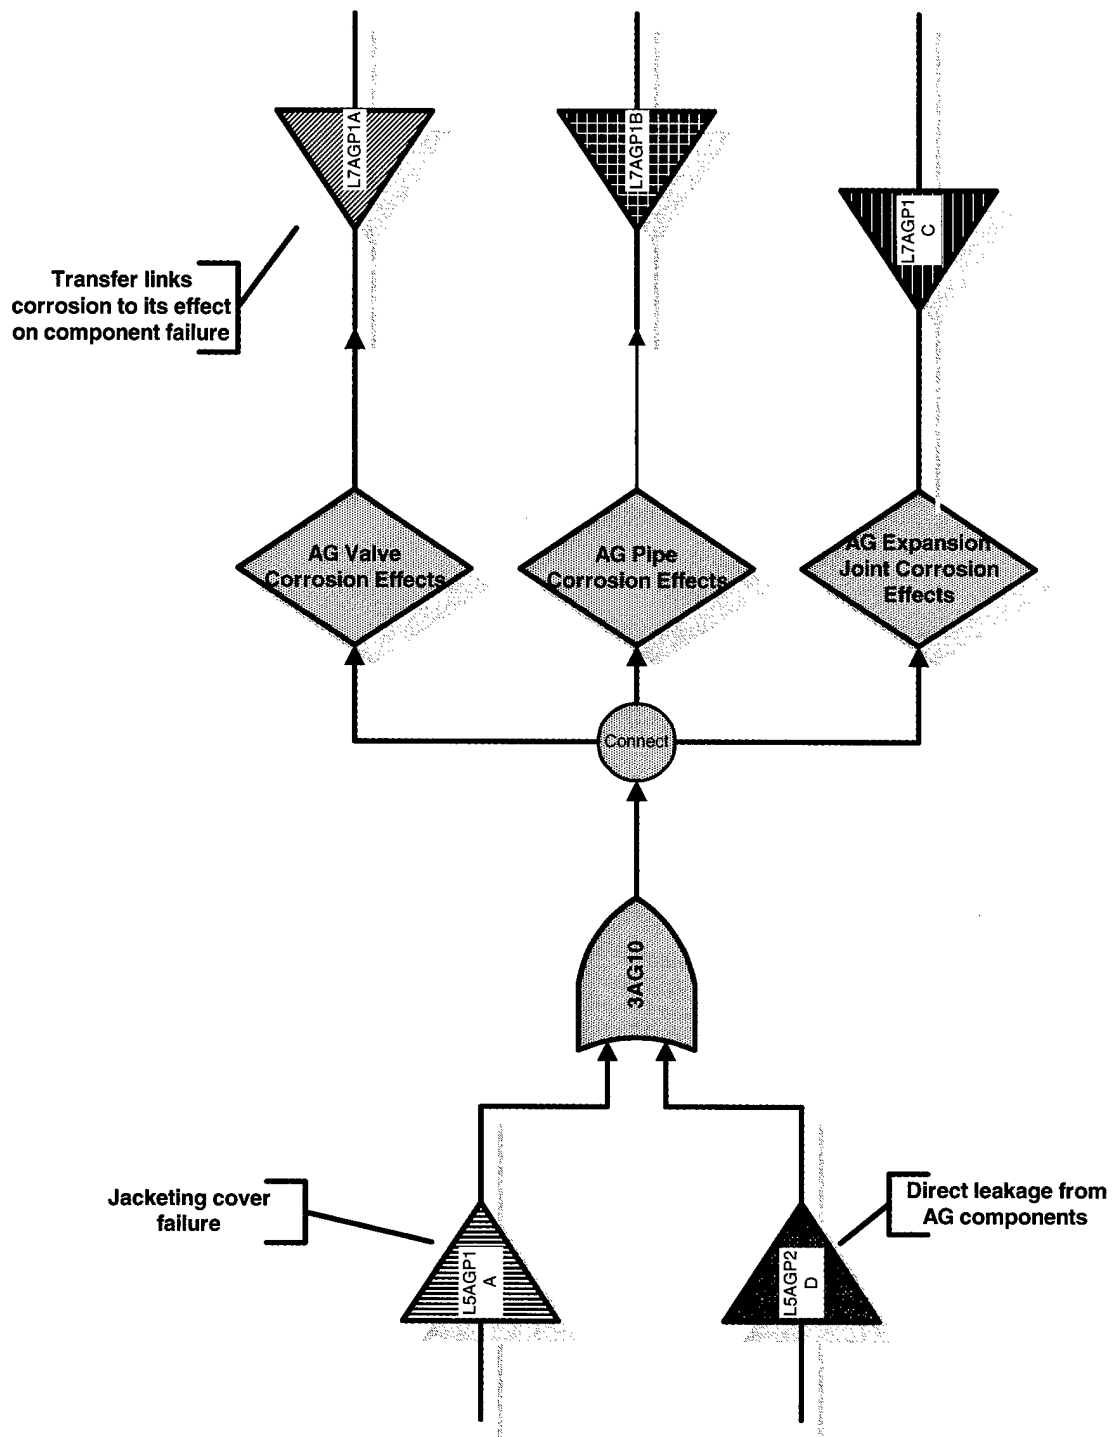 L7AGP1A
L7AGP1B
L7AGP1
C
Transfer links
corrosion to its effect
on component failure
AG Valve
Corrosion Effects
AG Pipe
Corrosion Effects
AG Expansion
Joint Corrosion
Effects
Connect
3AG10
Jacketing cover
failure
L5AGP1
A
L5AGP2
D
Direct leakage from
AG components